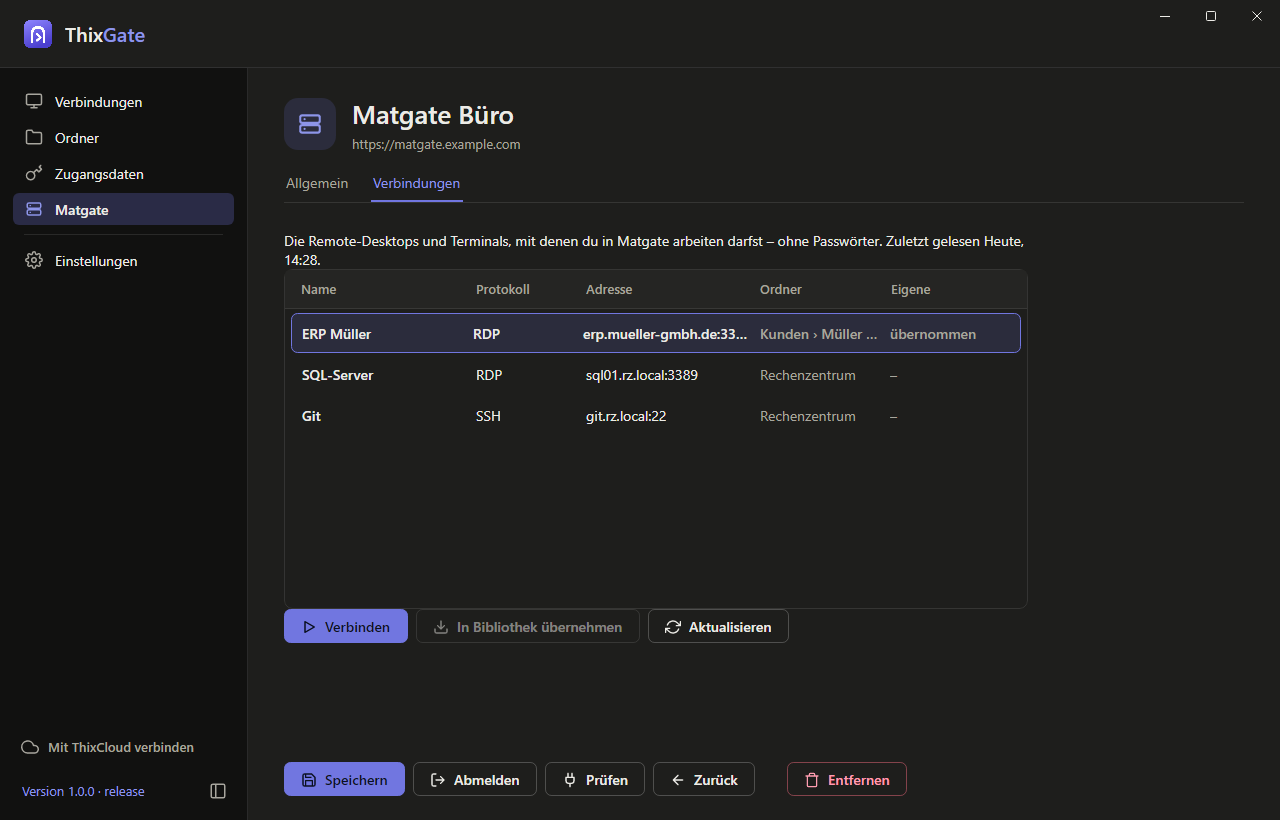 ThixGate
Verbindungen
Ordner
Zugangsdaten
Matgate
Einstellungen
Mit ThixCloud verbinden
Version 1.0.0 · release
Matgate Büro
https://matgate.example.com
Allgemein Verbindungen
Die Remote-Desktops und Terminals, mit denen du in Matgate arbeiten darfst – ohne Passwörter. Zuletzt gelesen Heute,
14:28.
Name Protokoll Adresse Ordner Eigene
ERP Müller RDP erp.mueller-gmbh.de:33... Kunden › Müller ... übernommen
SQL-Server RDP sql01.rz.local:3389 Rechenzentrum –
Git SSH git.rz.local:22 Rechenzentrum –
Verbinden In Bibliothek übernehmen Aktualisieren
Speichern Abmelden Prüfen Zurück Entfernen